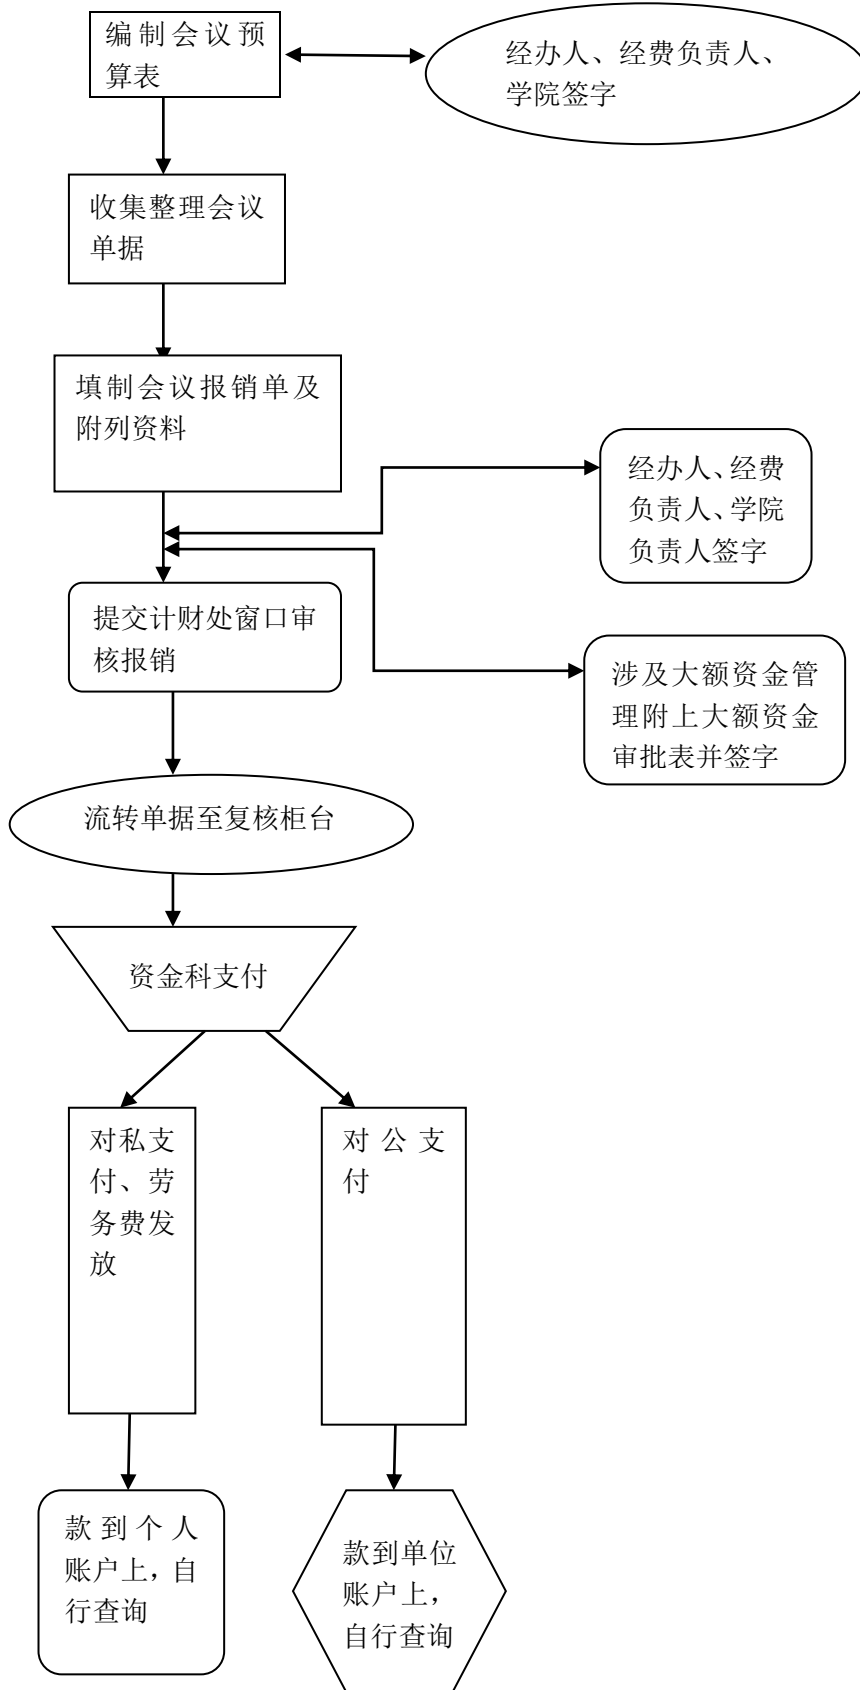 编制会议预
算表
经办人、经费负责人、
学院签字
收集整理会议
单据
填制会议报销单及
附列资料
经办人、经费
负责人、学院
负责人签字
提交计财处窗口审
核报销
涉及大额资金管
理附上大额资金
审批表并签字
流转单据至复核柜台
资金科支付
对私支
付、劳
务费发
放
对公支
付
款到个人
账户上，自
行查询
款到单位
账户上，
自行查询